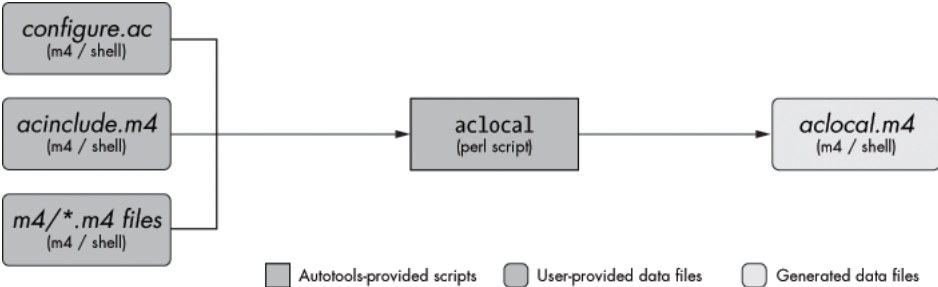 configure.ac
(m4 / shell)
acinclude.m4
(m4 / shell)
m4/*.m4 files
(m4 / shell)
aclocal
(perl script)
aclocal.m4
(m4 / shell)
Autotools-provided scripts
User-provided data files
Generated data files